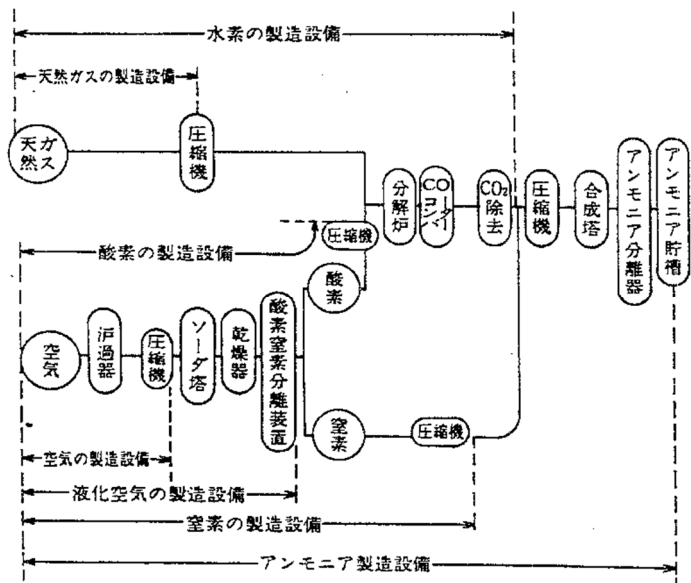 水素の製造設備
天然ガスの製造設備
天然ガス
圧縮機
分解炉
COコンバーター
CO₂除去
圧縮機
合成塔
アンモニア分離器
アンモニア貯槽
圧縮機
酸素の製造設備
酸素
空気
沪過器
圧縮機
ソーダ塔
乾燥器
酸素窒素分離装置
窒素
圧縮機
空気の製造設備
液化空気の製造設備
窒素の製造設備
アンモニア製造設備